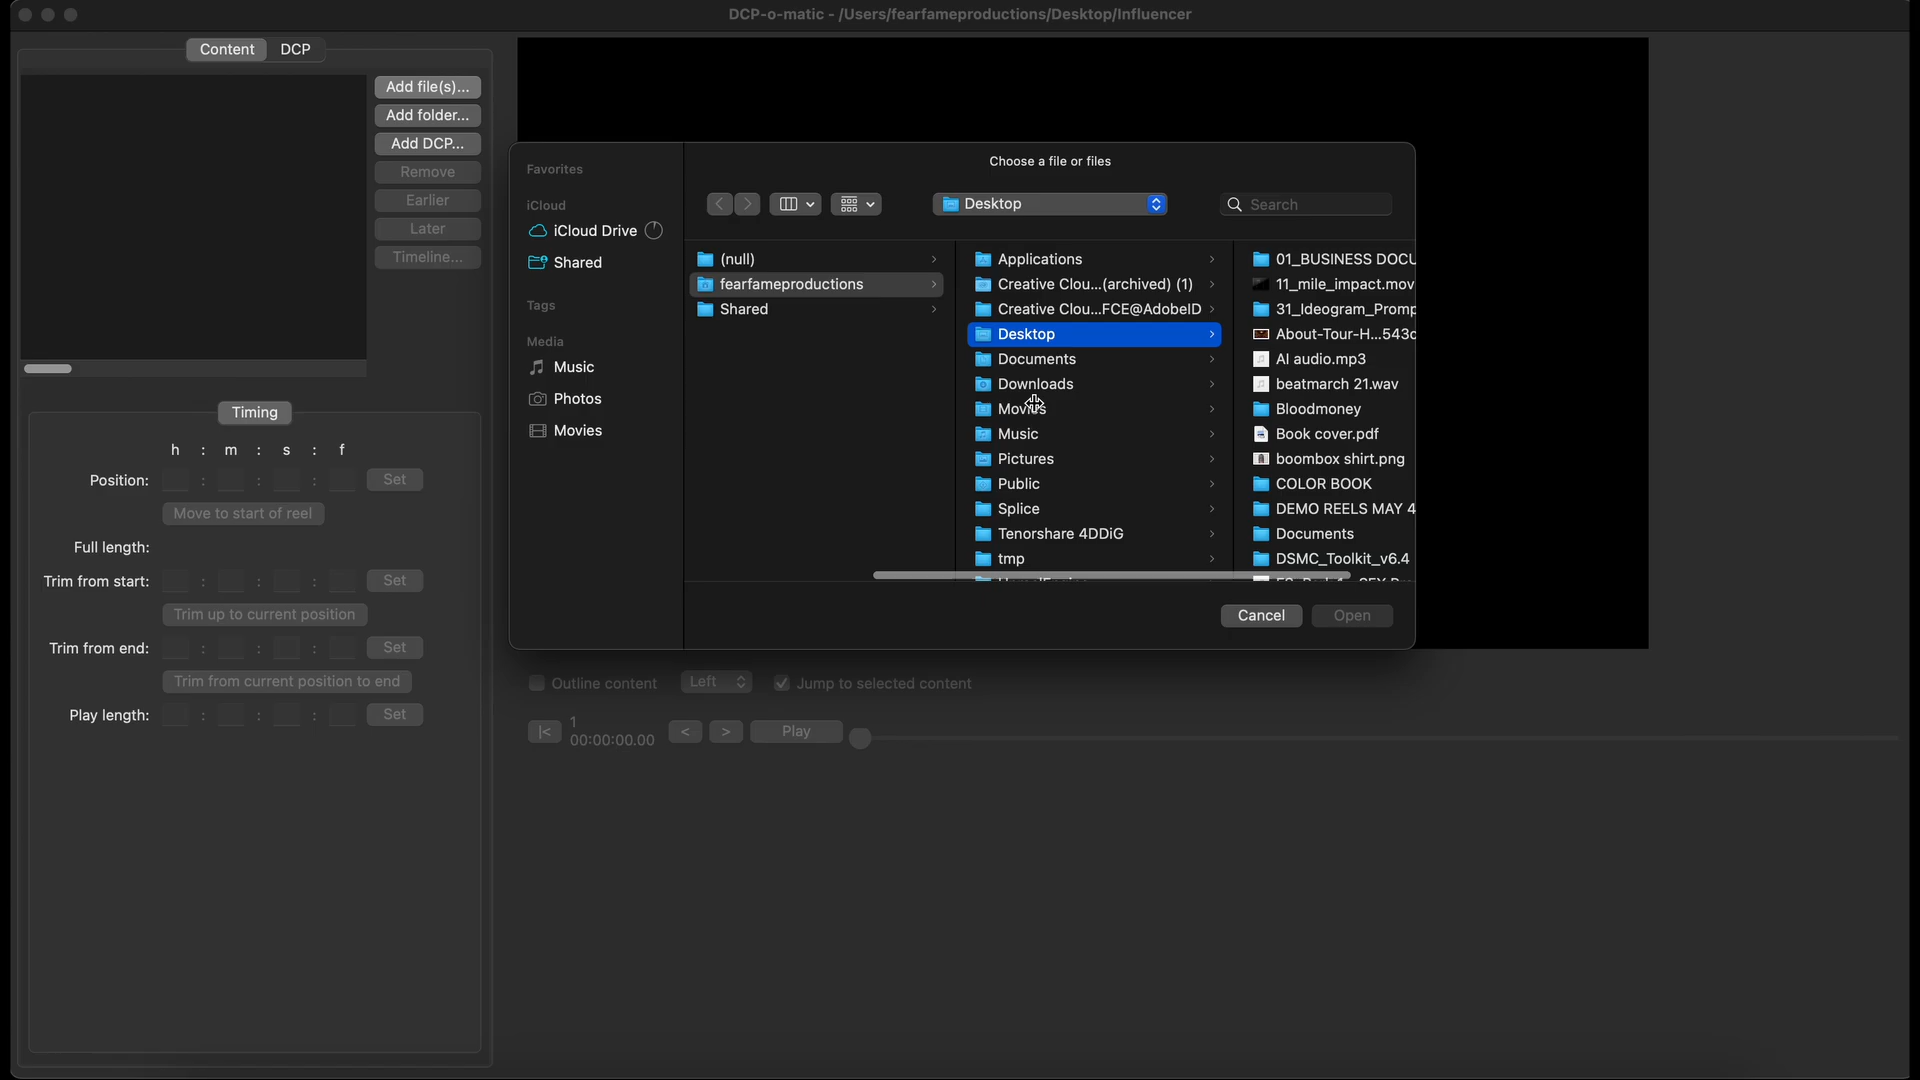 DCP-o-matic - /Users/fearfameproductions/Desktop/Influencer
Content
DCP
Add file(s)...
Add folder...
Add DCP...
Remove
Earlier
Later
Timeline...
Timing
h : m : s : f
Position: : : : Set
Move to start of reel
Full length:
Trim from start: : : : Set
Trim up to current position
Trim from end: : : : Set
Trim from current position to end
Play length: : : : Set
Choose a file or files
Favorites
iCloud
iCloud Drive
Shared
Tags
Media
Music
Photos
Movies
Desktop
Search
(null)
fearfameproductions
Shared
Applications
Creative Clou...(archived) (1)
Creative Clou...FCE@AdobeID
Desktop
Documents
Downloads
Movies
Music
Pictures
Public
Splice
Tenorshare 4DDiG
tmp
01_BUSINESS DOCU
11_mile_impact.mov
31_Ideogram_Promp
About-Tour-H...543c
AI audio.mp3
beatmarch 21.wav
Bloodmoney
Book cover.pdf
boombox shirt.png
COLOR BOOK
DEMO REELS MAY 4
Documents
DSMC_Toolkit_v6.4
Cancel
Open
Outline content
Left
Jump to selected content
|<
1
00:00:00.00
<
>
Play